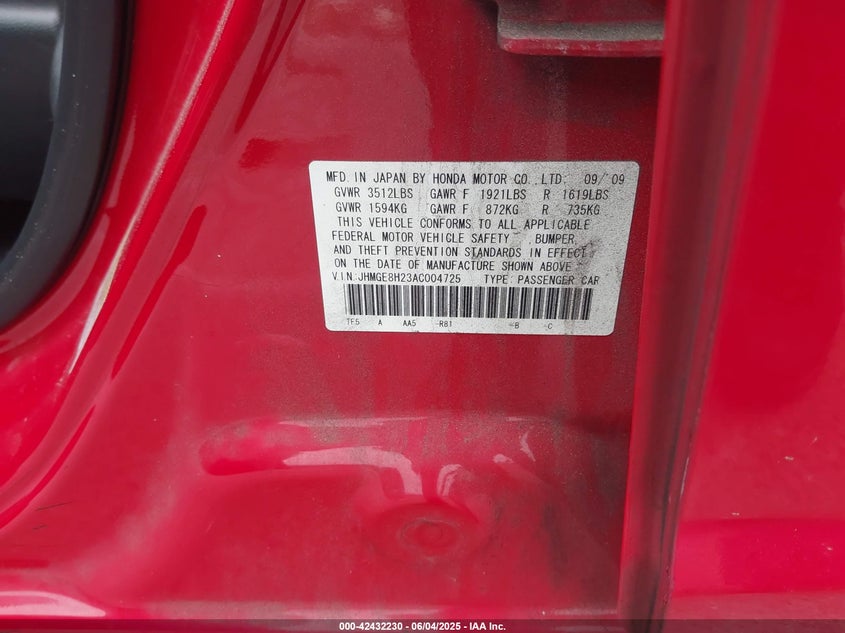 MFD. IN JAPAN BY HONDA MOTOR CO., LTD. 09/09
GVWR 3512LBS GAWR F 1921LBS R 1619LBS
GVWR 1594KG GAWR F 872KG R 735KG
THIS VEHICLE CONFORMS TO ALL APPLICABLE
FEDERAL MOTOR VEHICLE SAFETY, BUMPER,
AND THEFT PREVENTION STANDARDS IN EFFECT
ON THE DATE OF MANUFACTURE SHOWN ABOVE.
V.I.N:JHMGE8H23AC004725 TYPE:PASSENGER CAR
TF5 A AA5 R81 -B -C
000-42432230 - 06/04/2025 - IAA Inc.